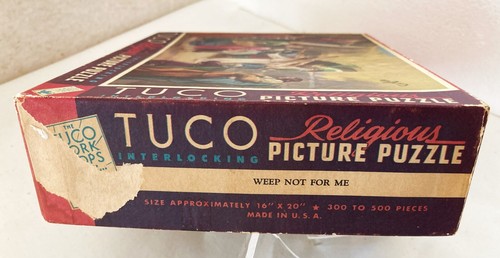 TUCO
PICTURE PUZZLE
THE
TUCO
WORK
SHOPS
TUCO
INTERLOCKING
Religious
PICTURE PUZZLE
WEEP NOT FOR ME
SIZE APPROXIMATELY 16" X 20" ★ 300 TO 500 PIECES
MADE IN U.S.A.